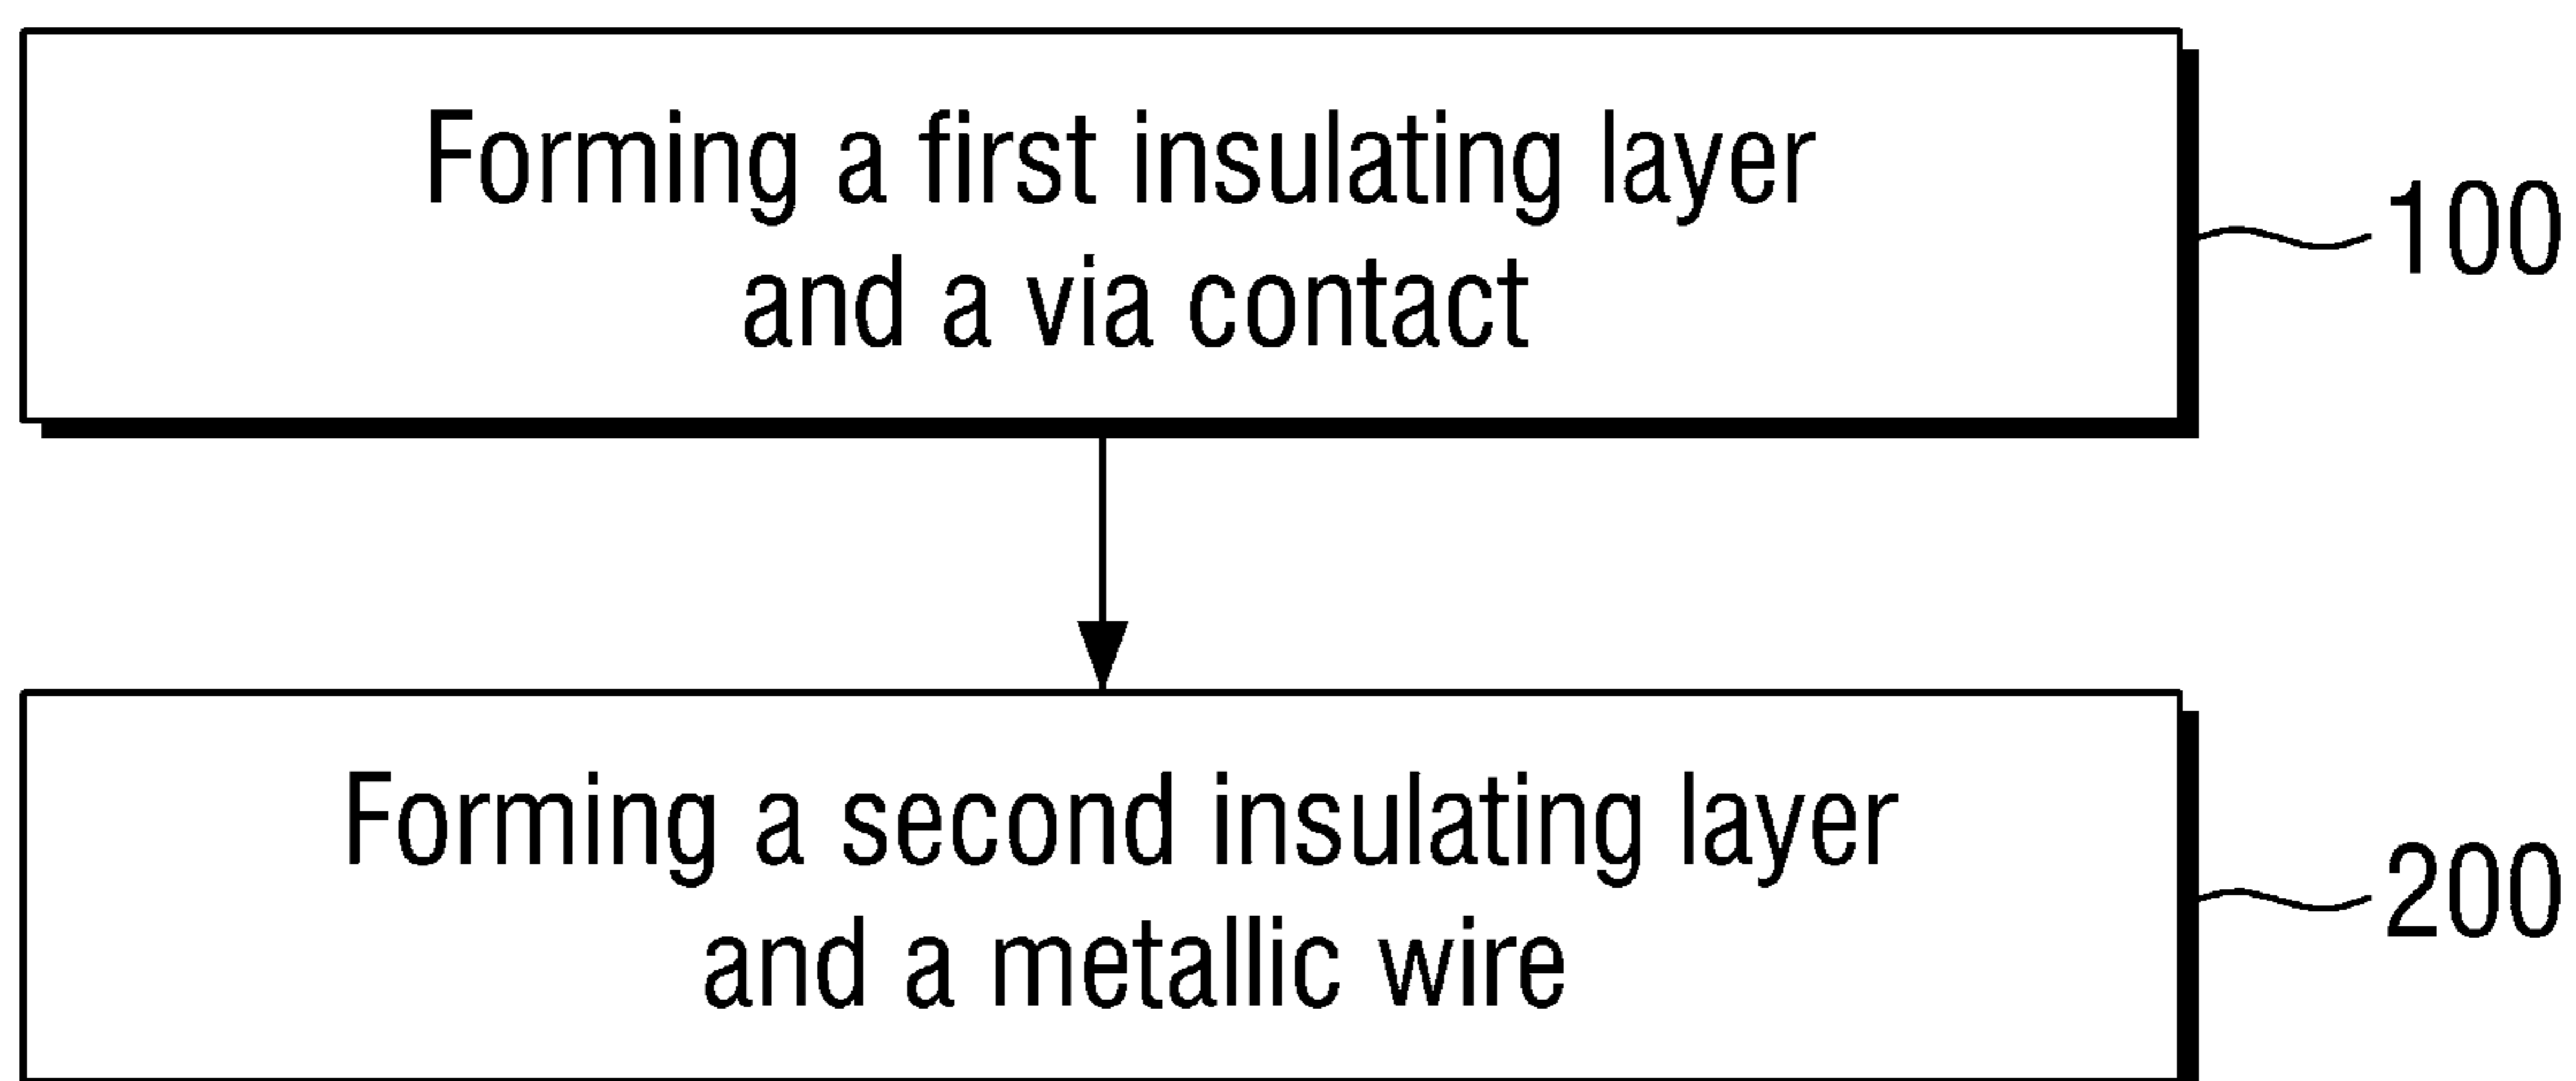 Forming a first insulating layer
and a via contact
100
Forming a second insulating layer
and a metallic wire
200